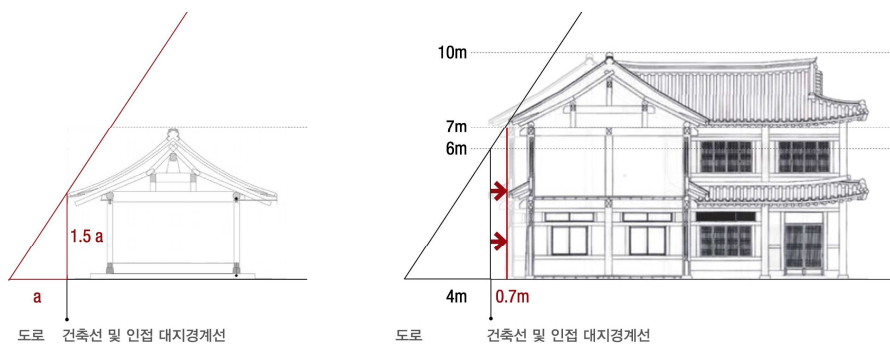 1.5 a
a
도로 건축선 및 인접 대지경계선
10m
7m
6m
4m 0.7m
도로 건축선 및 인접 대지경계선